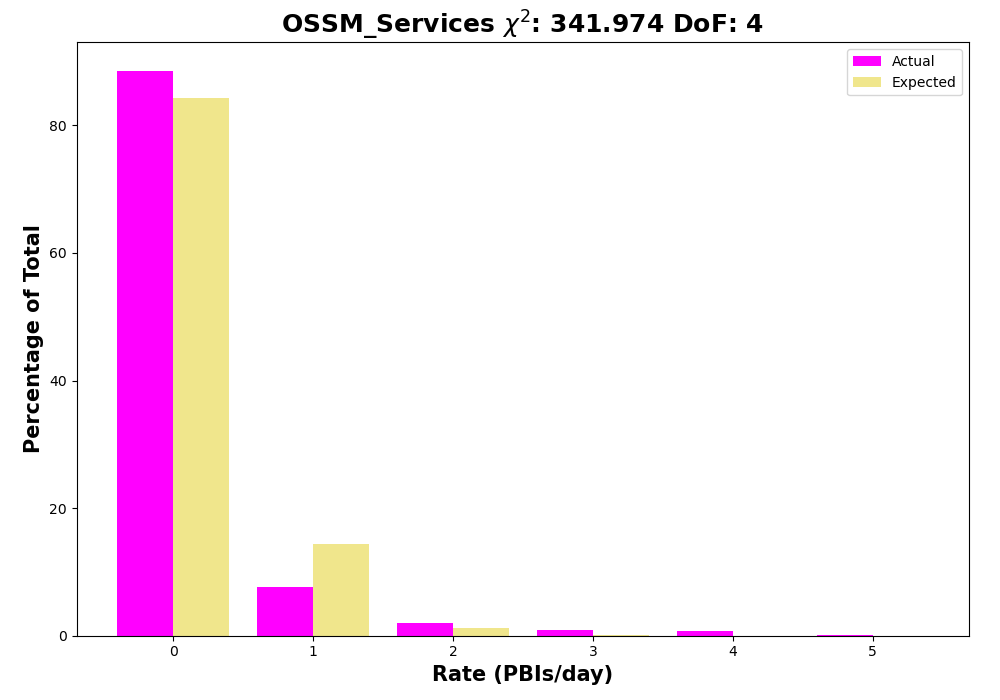 OSSM_Services χ²: 341.974 DoF: 4
Actual
Expected
Percentage of Total
80
60
40
20
0
0 1 2 3 4 5
Rate (PBIs/day)